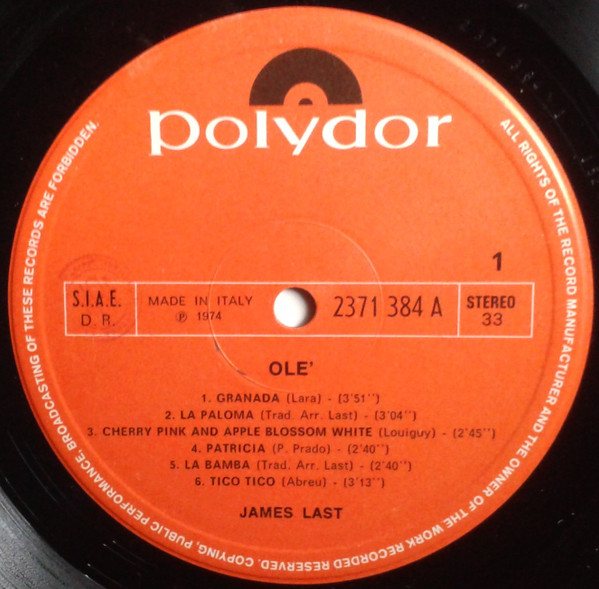 polydor
ALL RIGHTS OF THE RECORD MANUFACTURER AND THE OWNER OF THE WORK RECORDED RESERVED. COPYING, PUBLIC PERFORMANCE, BROADCASTING OF THESE RECORDS ARE FORBIDDEN.
1
S.I.A.E.
D. R.
MADE IN ITALY
℗ 1974
2371 384 A
STEREO
33
OLE'
1. GRANADA (Lara) - (3'51'')
2. LA PALOMA (Trad. Arr. Last) - (3'04'')
3. CHERRY PINK AND APPLE BLOSSOM WHITE (Louiguy) - (2'45'')
4. PATRICIA (P. Prado) - (2'40'')
5. LA BAMBA (Trad. Arr. Last) - (2'40'')
6. TICO TICO (Abreu) - (3'13'')
JAMES LAST